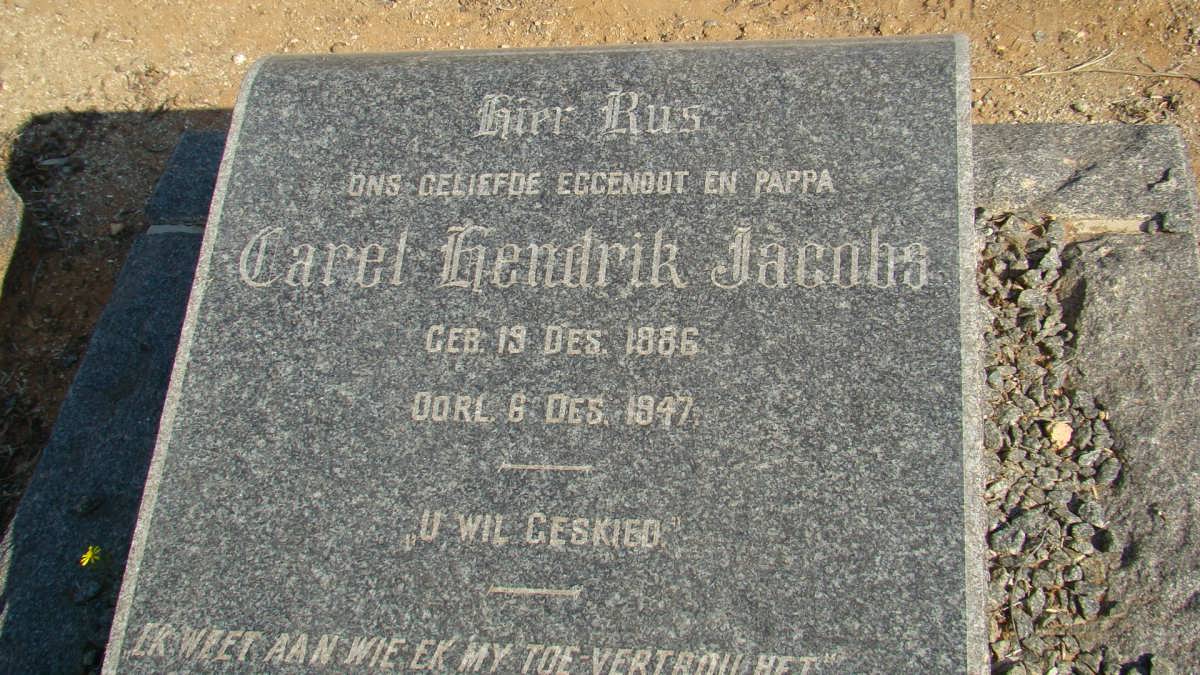 Hier Rus
ONS GELIEFDE EGGENOOT EN PAPPA
Carel Hendrik Jacobs
GEB. 19 DES. 1886
OORL. 6 DES. 1947.
„U WIL GESKIED."
„EK WEET AAN WIE EK MY TOE-VERTROU HET"